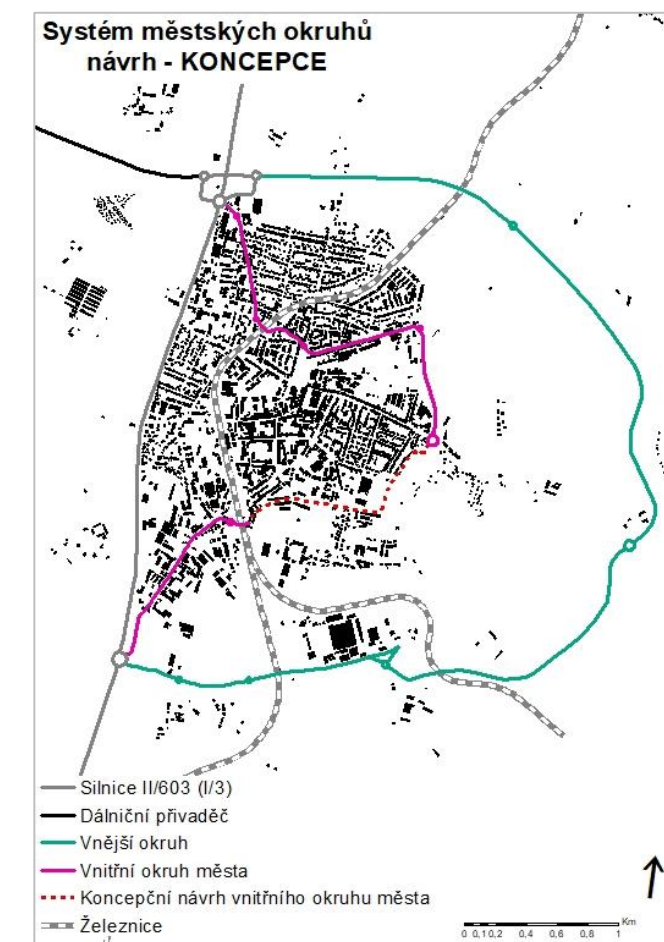 Systém městských okruhů
návrh - KONCEPCE
Silnice II/603 (I/3)
Dálniční přivaděč
Vnější okruh
Vnitřní okruh města
Koncepční návrh vnitřního okruhu města
Železnice
Km
0 0,1 0,2 0,4 0,6 0,8 1